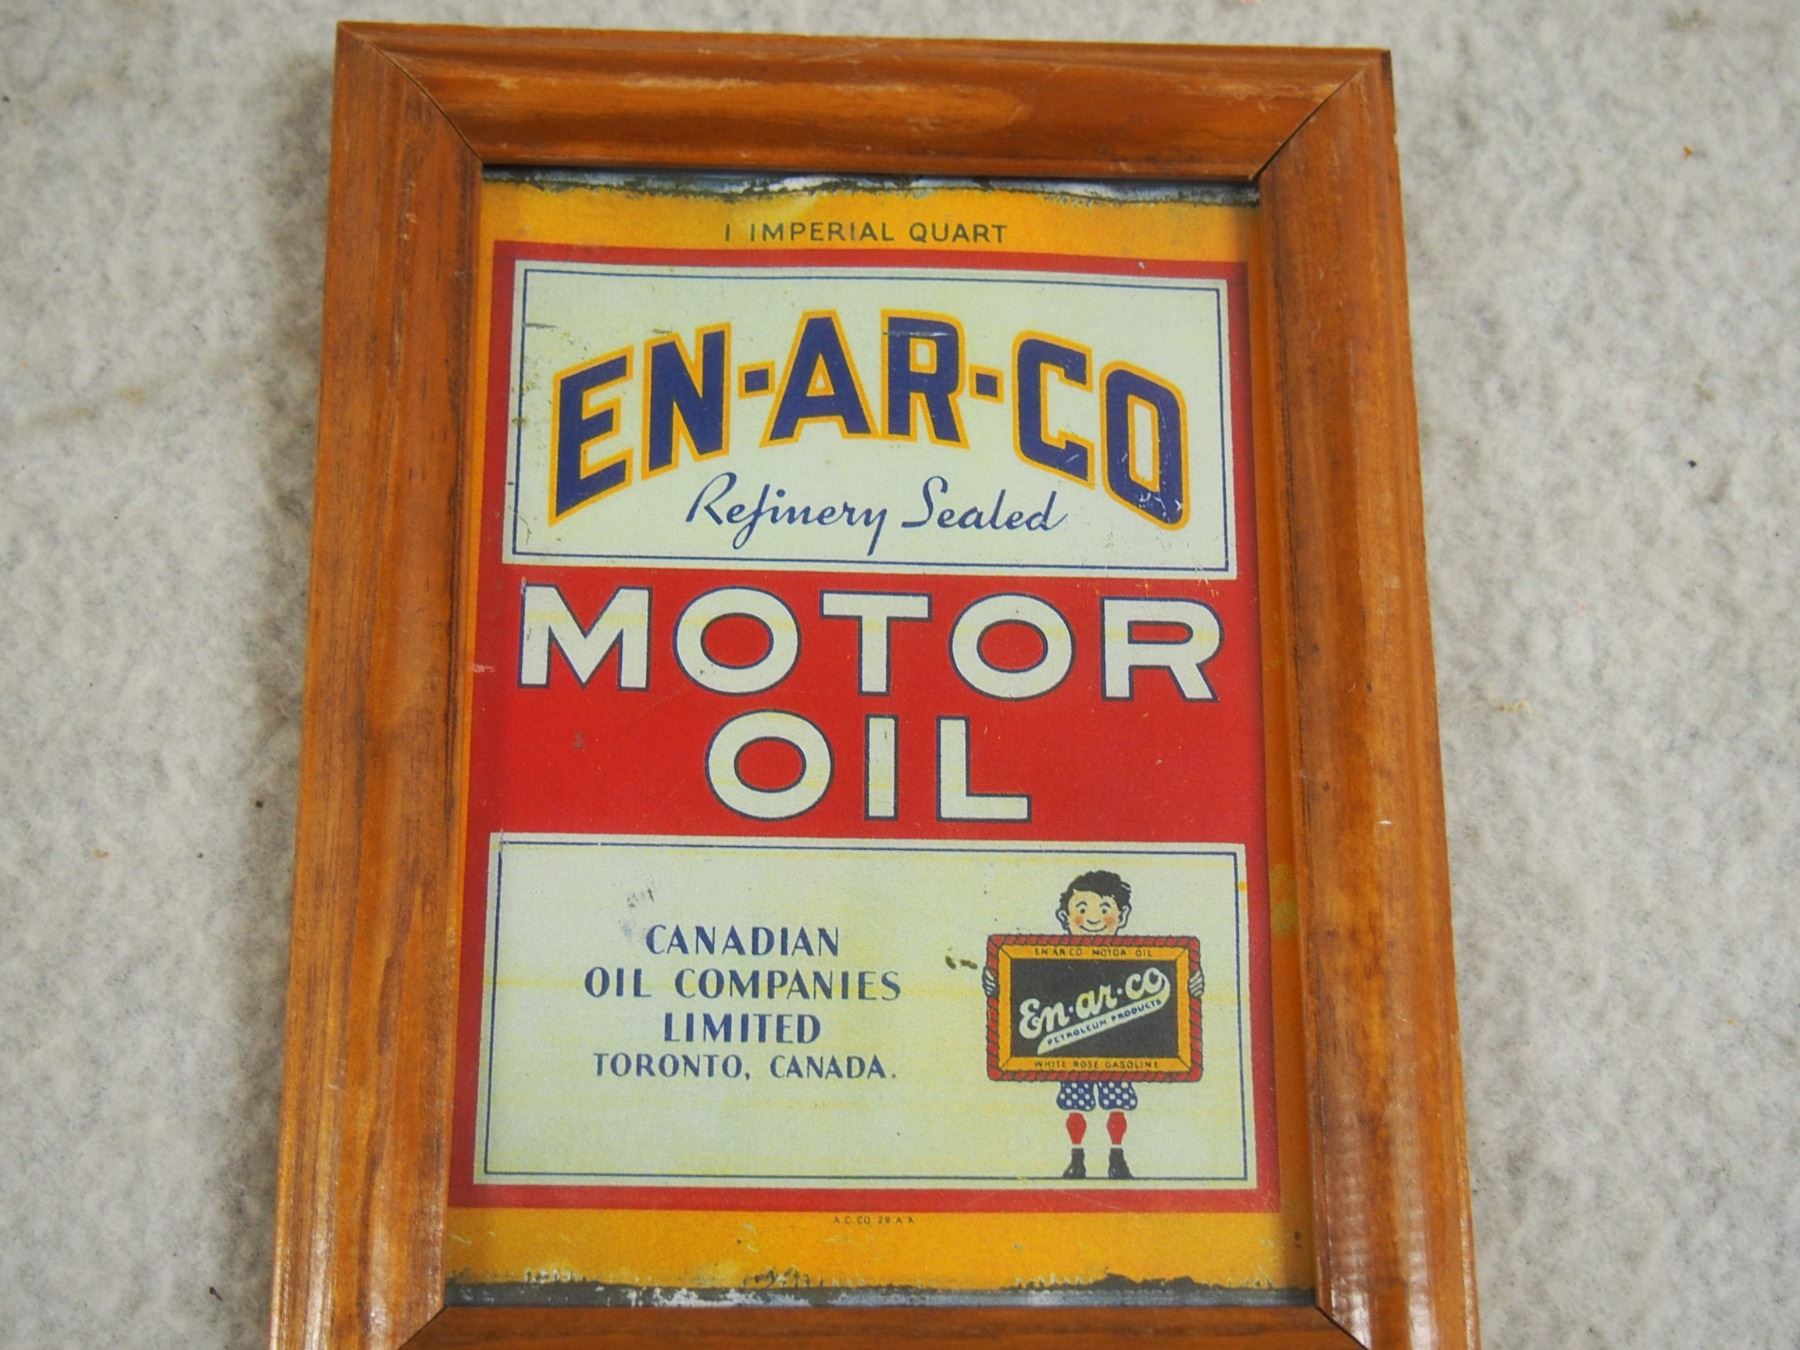 1 IMPERIAL QUART
EN-AR-CO
Refinery Sealed
MOTOR
OIL
CANADIAN
OIL COMPANIES
LIMITED
TORONTO, CANADA.
EN-AR-CO MOTOR OIL
En-ar-co
PETROLEUM PRODUCTS
WHITE ROSE GASOLINE